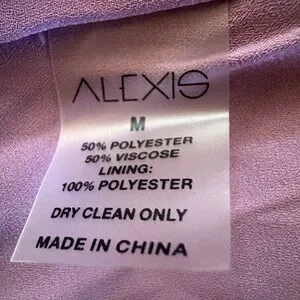 ALEXIS
M
50% POLYESTER
50% VISCOSE
LINING:
100% POLYESTER
DRY CLEAN ONLY
MADE IN CHINA